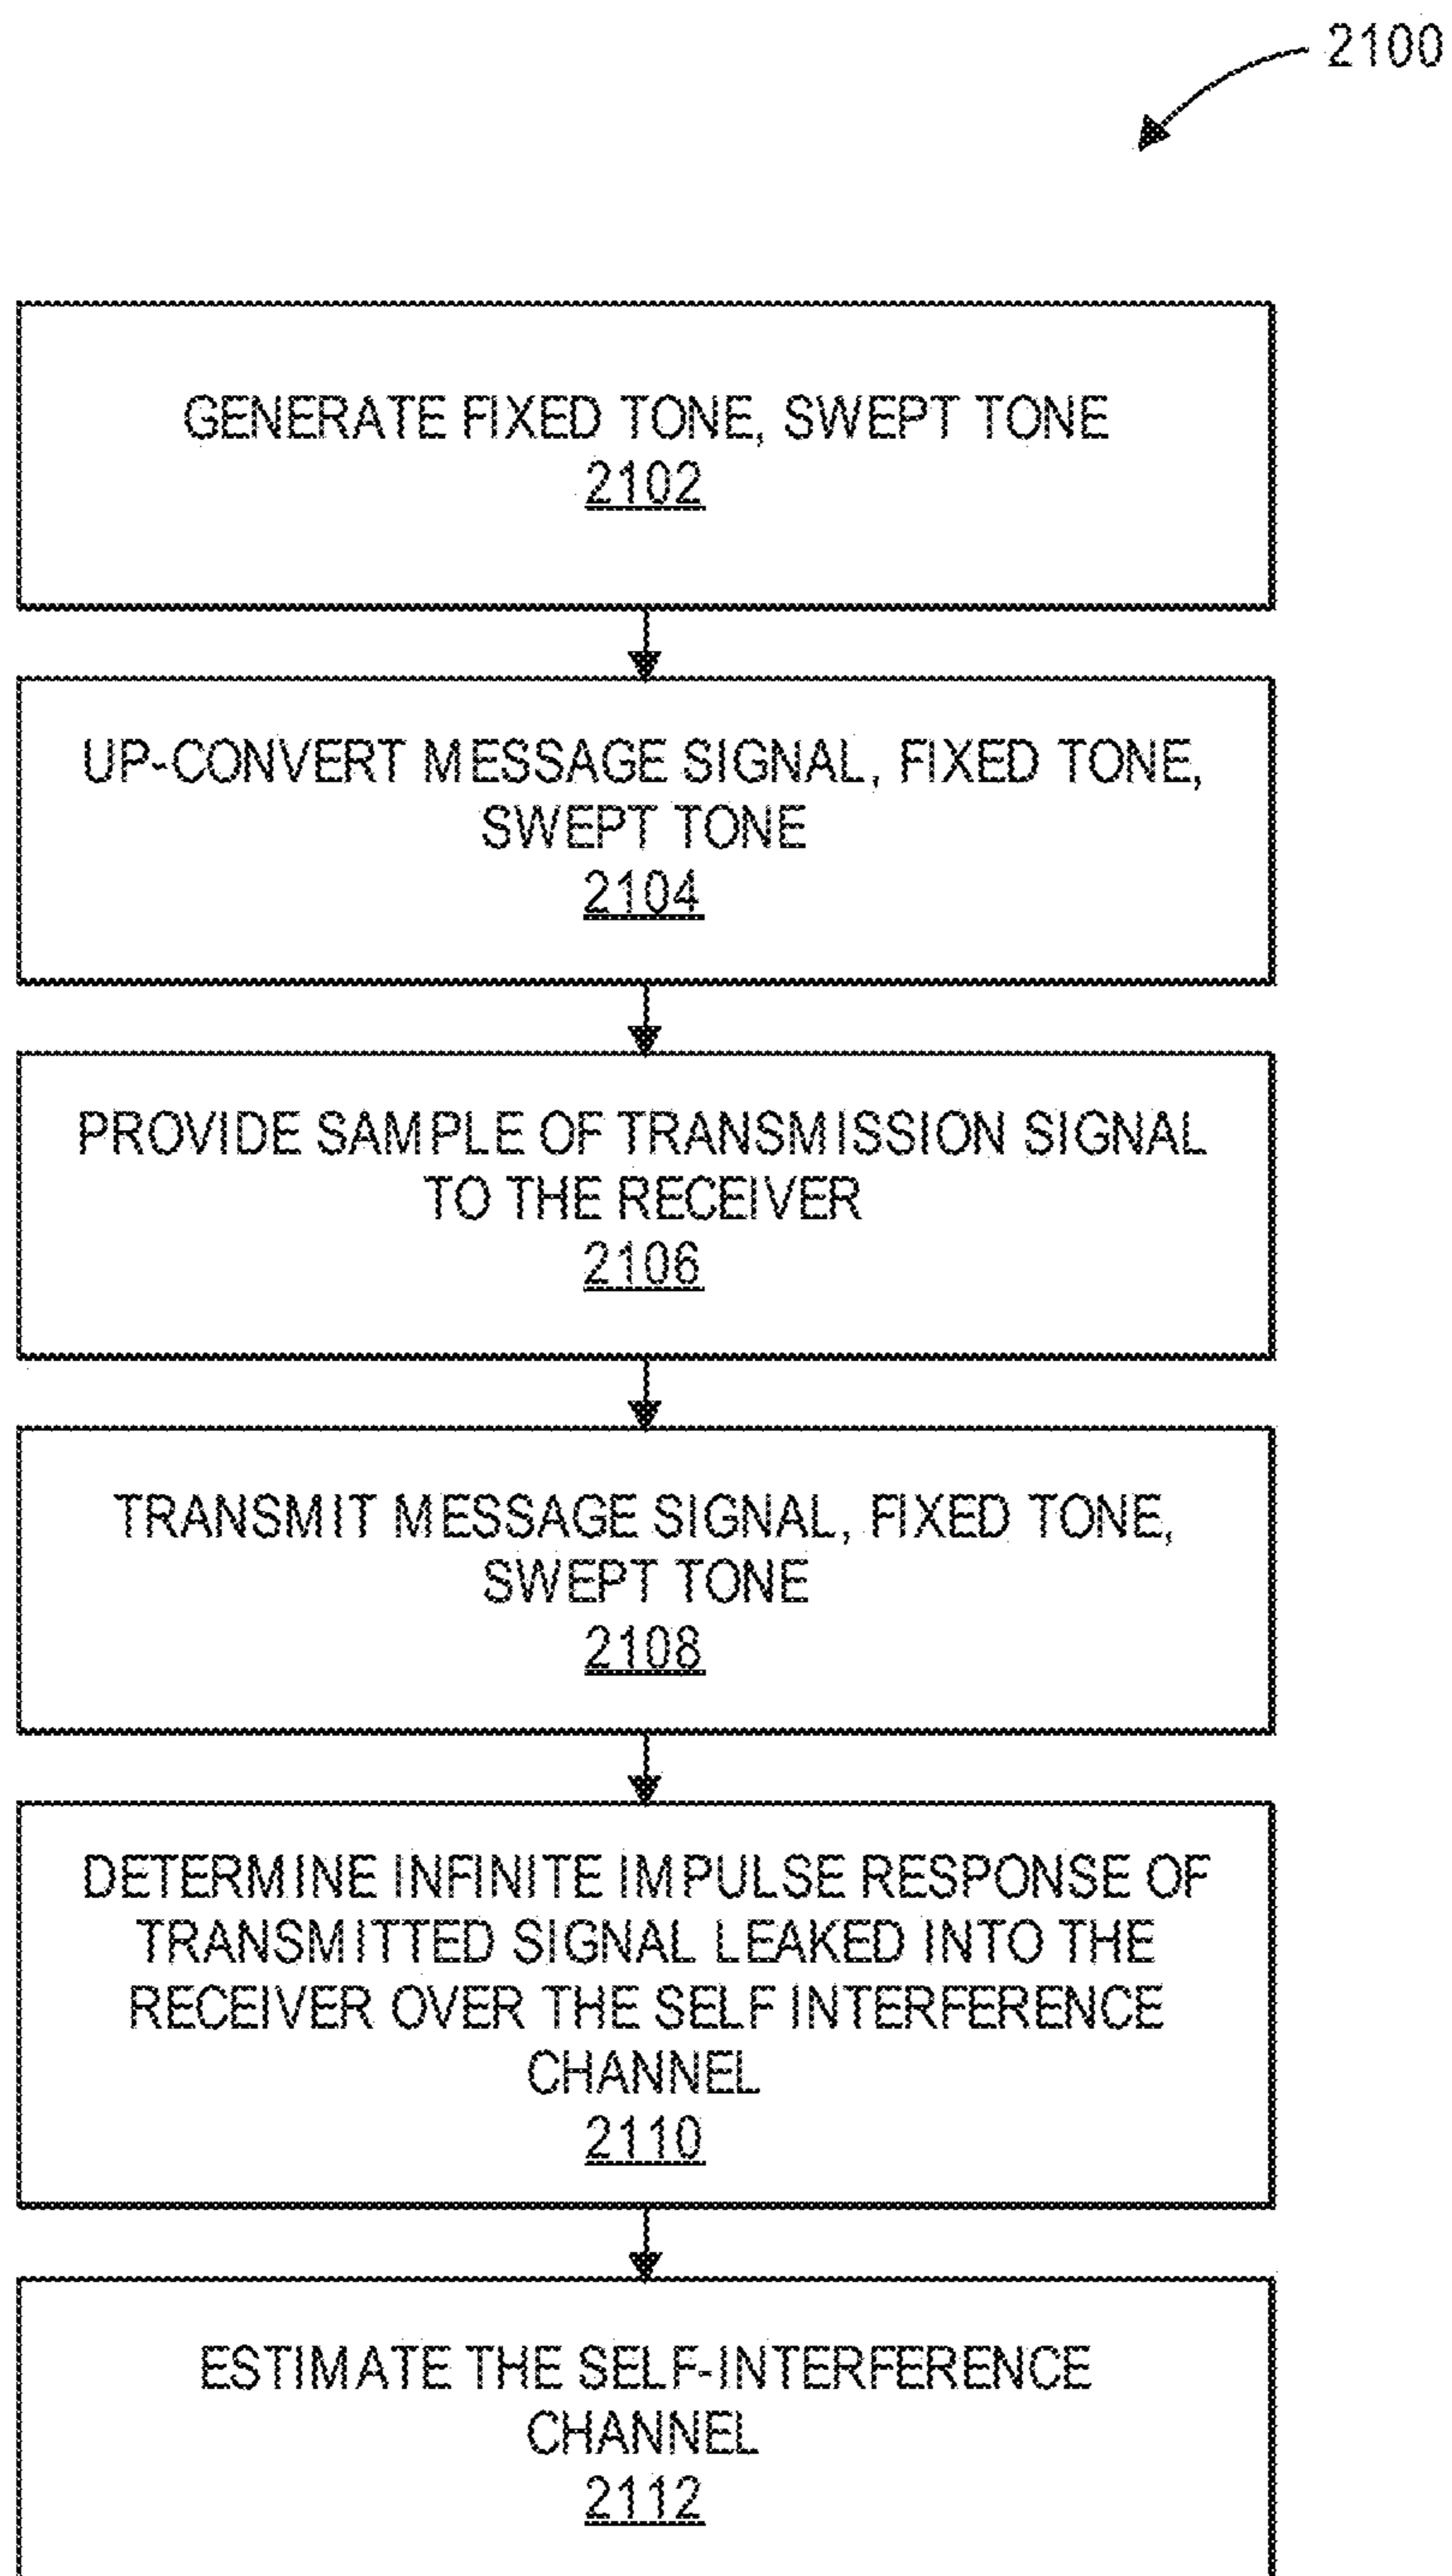 2100
GENERATE FIXED TONE, SWEPT TONE
2102
UP-CONVERT MESSAGE SIGNAL, FIXED TONE,
SWEPT TONE
2104
PROVIDE SAMPLE OF TRANSMISSION SIGNAL
TO THE RECEIVER
2106
TRANSMIT MESSAGE SIGNAL, FIXED TONE,
SWEPT TONE
2108
DETERMINE INFINITE IMPULSE RESPONSE OF
TRANSMITTED SIGNAL LEAKED INTO THE
RECEIVER OVER THE SELF INTERFERENCE
CHANNEL
2110
ESTIMATE THE SELF-INTERFERENCE
CHANNEL
2112